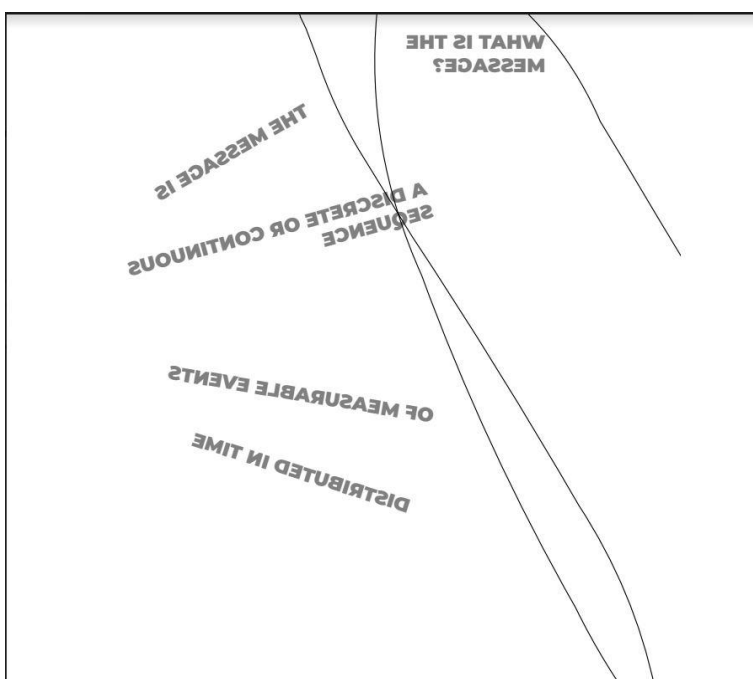 WHAT IS THE
MESSAGE?
THE MESSAGE IS
A DISCRETE OR CONTINUOUS
SEQUENCE
OF MEASURABLE EVENTS
DISTRIBUTED IN TIME